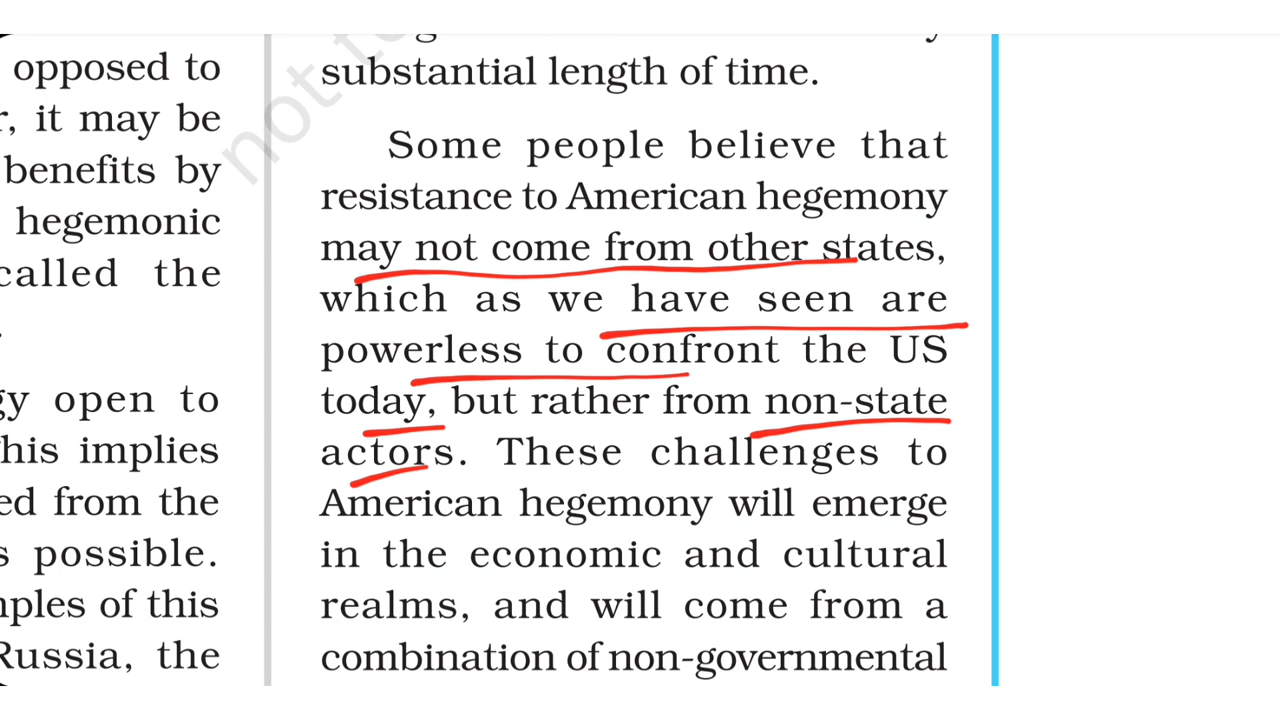 opposed to
it may be
benefits by
hegemonic
called the
open to
his implies
ed from the
possible.
ples of this
Russia, the
substantial length of time.
Some people believe that
resistance to American hegemony
may not come from other states,
which as we have seen are
powerless to confront the US
today, but rather from non-state
actors. These challenges to
American hegemony will emerge
in the economic and cultural
realms, and will come from a
combination of non-governmental
not